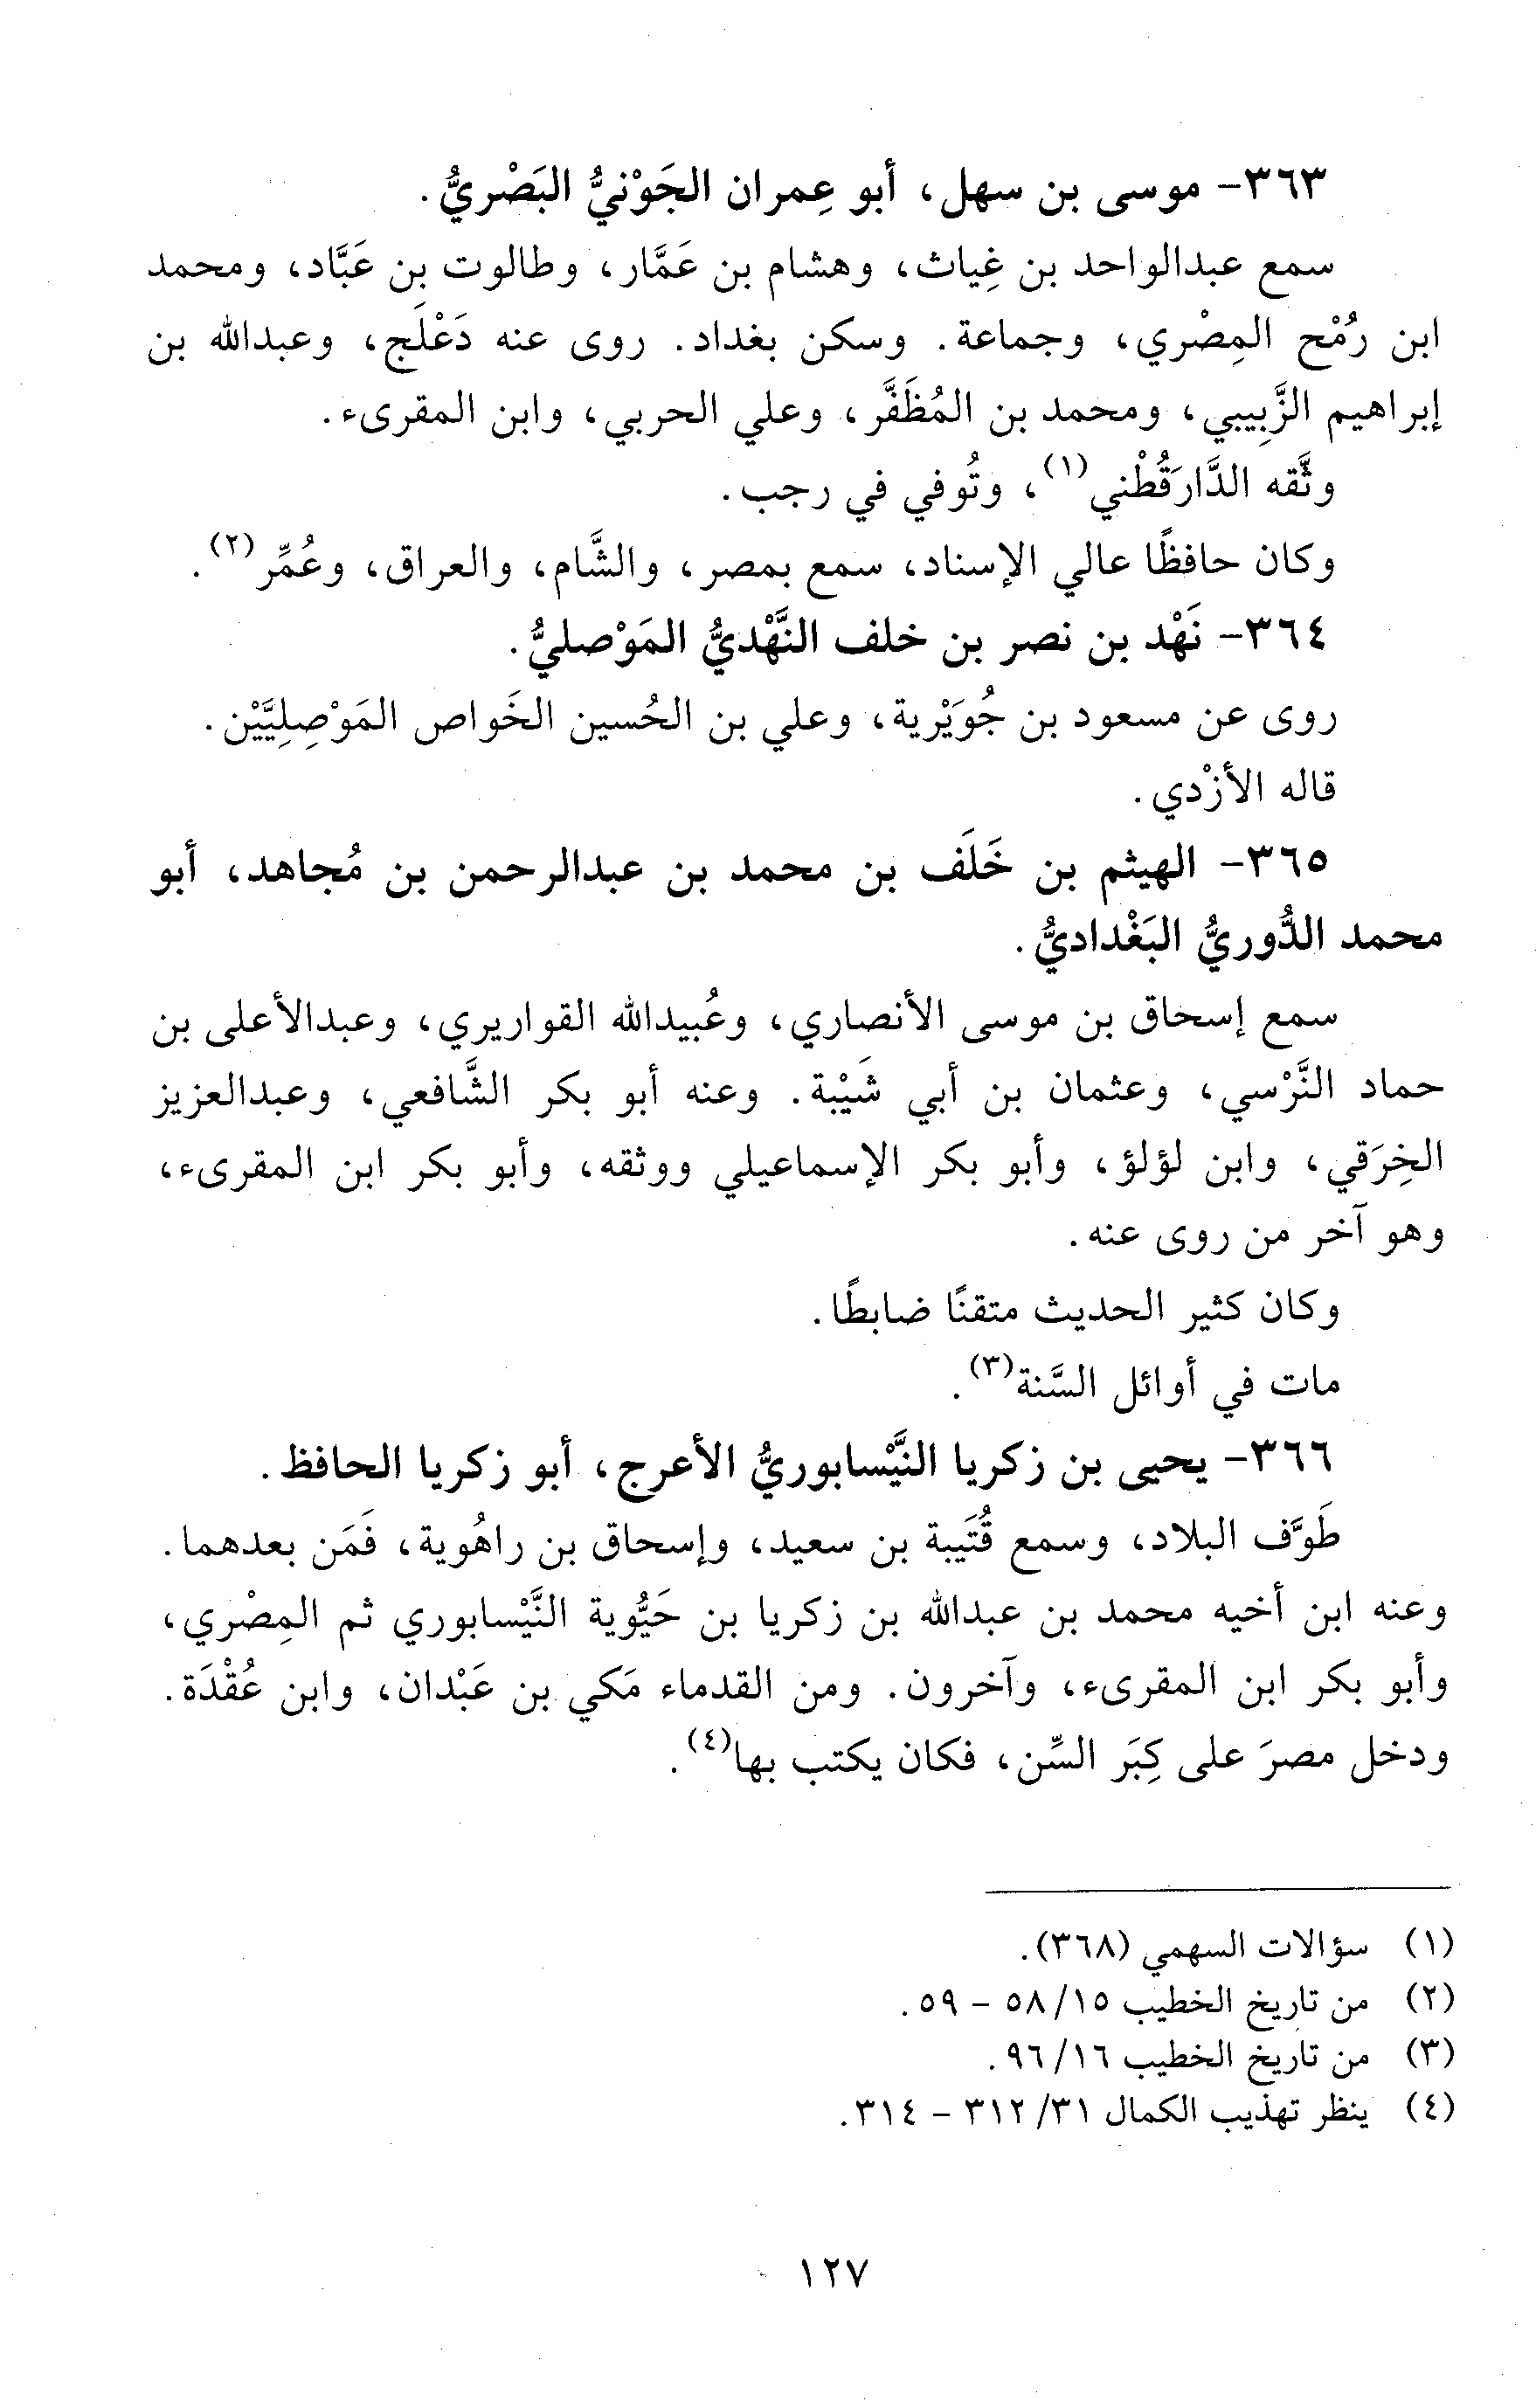 ٣٦٣- موسى بن سهل، أبو عِمران الجَوْنيُّ البَصْريُّ.
سمع عبدالواحد بن غِياث، وهشام بن عَمَّار، وطالوت بن عَبَّاد، ومحمد
ابن رُمْح المِصْري، وجماعة. وسكن بغداد. روى عنه دَعْلَج، وعبدالله بن
إبراهيم الزَّبِيبي، ومحمد بن المُظَفَّر، وعلي الحربي، وابن المقرىء.
وثَّقه الدَّارَقُطْني(١)، وتُوفي في رجب.
وكان حافظًا عالي الإسناد، سمع بمصر، والشَّام، والعراق، وعُمِّر(٢).
٣٦٤- نَهْد بن نصر بن خلف النَّهْديُّ المَوْصليُّ.
روى عن مسعود بن جُوَيْرية، وعلي بن الحُسين الخَواص المَوْصِلِيَّيْن.
قاله الأزْدي.
٣٦٥- الهيثم بن خَلَف بن محمد بن عبدالرحمن بن مُجاهد، أبو
محمد الدُّوريُّ البَغْداديُّ.
سمع إسحاق بن موسى الأنصاري، وعُبيدالله القواريري، وعبدالأعلى بن
حماد النَّرْسي، وعثمان بن أبي شَيْبة. وعنه أبو بكر الشَّافعي، وعبدالعزيز
الخِرَقي، وابن لؤلؤ، وأبو بكر الإسماعيلي ووثقه، وأبو بكر ابن المقرىء،
وهو آخر من روى عنه.
وكان كثير الحديث متقنًا ضابطًا.
مات في أوائل السَّنة(٣).
٣٦٦- يحيى بن زكريا النَّيْسابوريُّ الأعرج، أبو زكريا الحافظ.
طَوَّف البلاد، وسمع قُتَيبة بن سعيد، وإسحاق بن راهُوية، فَمَن بعدهما.
وعنه ابن أخيه محمد بن عبدالله بن زكريا بن حَيُّوية النَّيْسابوري ثم المِصْري،
وأبو بكر ابن المقرىء، وآخرون. ومن القدماء مَكي بن عَبْدان، وابن عُقْدَة.
ودخل مصرَ على كِبَر السِّن، فكان يكتب بها(٤).
(١) سؤالات السهمي (٣٦٨).
(٢) من تاريخ الخطيب ١٥/ ٥٨ - ٥٩.
(٣) من تاريخ الخطيب ١٦/ ٩٦.
(٤) ينظر تهذيب الكمال ٣١/ ٣١٢ - ٣١٤.
١٢٧